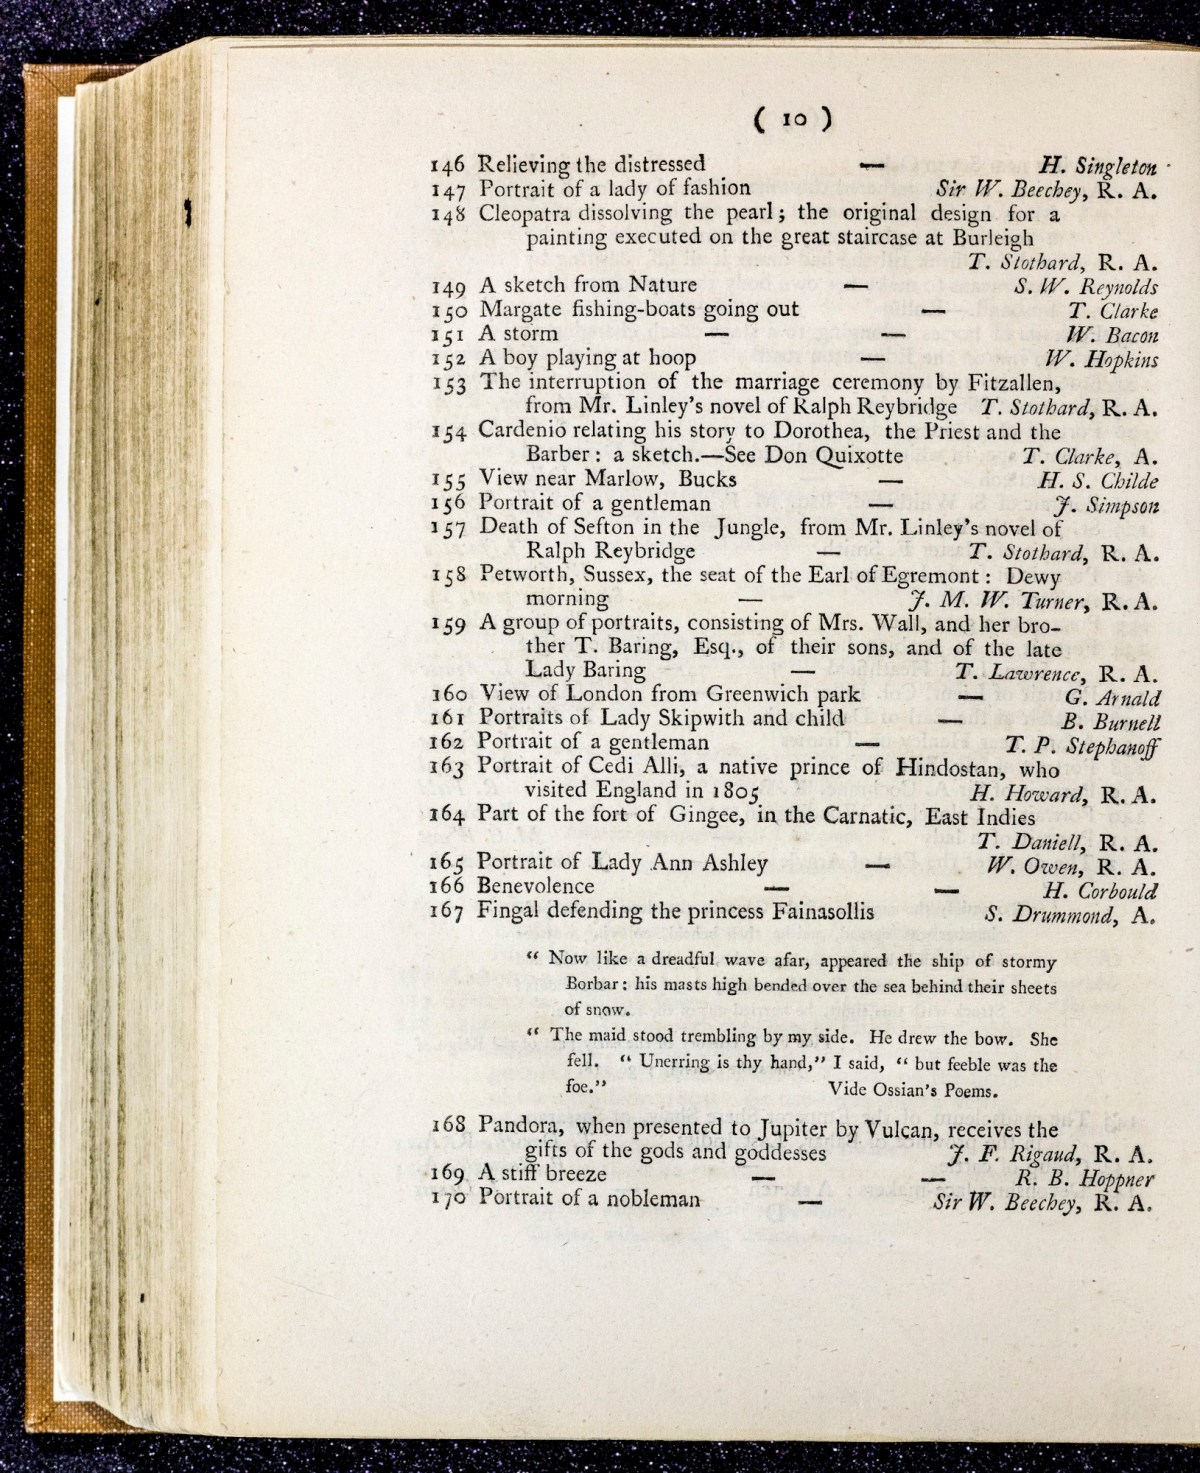 ( 10 )
146 Relieving the distressed — H. Singleton
147 Portrait of a lady of fashion Sir W. Beechey, R. A.
148 Cleopatra dissolving the pearl; the original design for a
painting executed on the great staircase at Burleigh
T. Stothard, R. A.
149 A sketch from Nature — S. W. Reynolds
150 Margate fishing-boats going out — T. Clarke
151 A storm — — W. Bacon
152 A boy playing at hoop — W. Hopkins
153 The interruption of the marriage ceremony by Fitzallen,
from Mr. Linley's novel of Ralph Reybridge T. Stothard, R. A.
154 Cardenio relating his story to Dorothea, the Priest and the
Barber: a sketch.—See Don Quixotte T. Clarke, A.
155 View near Marlow, Bucks — H. S. Childe
156 Portrait of a gentleman — J. Simpson
157 Death of Sefton in the Jungle, from Mr. Linley's novel of
Ralph Reybridge — T. Stothard, R. A.
158 Petworth, Sussex, the seat of the Earl of Egremont: Dewy
morning — J. M. W. Turner, R. A.
159 A group of portraits, consisting of Mrs. Wall, and her bro-
ther T. Baring, Esq., of their sons, and of the late
Lady Baring — T. Lawrence, R. A.
160 View of London from Greenwich park — G. Arnald
161 Portraits of Lady Skipwith and child — B. Burnell
162 Portrait of a gentleman — T. P. Stephanoff
163 Portrait of Cedi Alli, a native prince of Hindostan, who
visited England in 1805 H. Howard, R. A.
164 Part of the fort of Gingee, in the Carnatic, East Indies
T. Daniell, R. A.
165 Portrait of Lady Ann Ashley — W. Owen, R. A.
166 Benevolence — — H. Corbould
167 Fingal defending the princess Fainasollis S. Drummond, A.
“ Now like a dreadful wave afar, appeared the ship of stormy
Borbar: his masts high bended over the sea behind their sheets
of snow.
“ The maid stood trembling by my side. He drew the bow. She
fell. “ Unerring is thy hand,” I said, “ but feeble was the
foe.” Vide Ossian's Poems.
168 Pandora, when presented to Jupiter by Vulcan, receives the
gifts of the gods and goddesses J. F. Rigaud, R. A.
169 A stiff breeze — — R. B. Hoppner
170 Portrait of a nobleman — Sir W. Beechey, R. A.